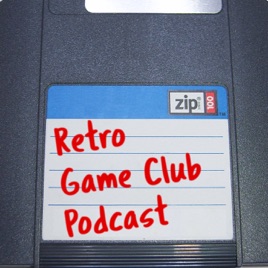 zip 100
Retro
Game Club
Podcast